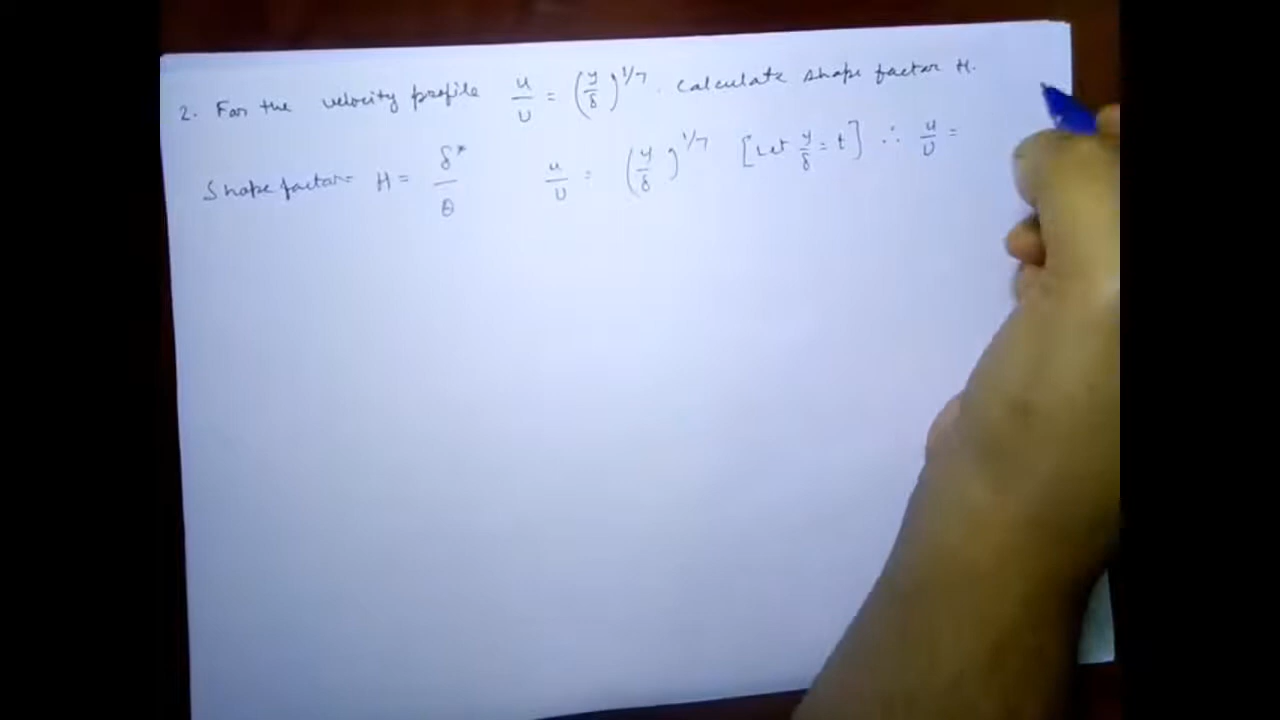 2. For the velocity profile u/U = (y/δ)^1/7. Calculate shape factor H.
Shape factor = H = δ*/θ u/U = (y/δ)^1/7 [Let y/δ = t] ∴ u/U =